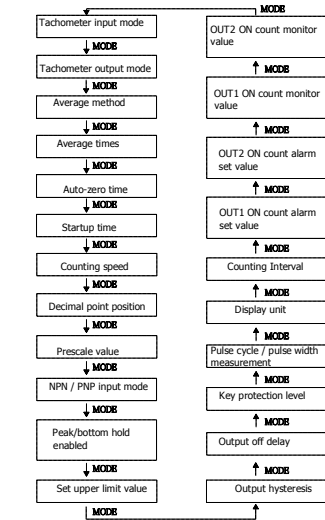 Tachometer input mode
MODE
Tachometer output mode
MODE
Average method
MODE
Average times
MODE
Auto-zero time
MODE
Startup time
MODE
Counting speed
MODE
Decimal point position
MODE
Prescale value
MODE
NPN / PNP input mode
MODE
Peak/bottom hold
enabled
MODE
Set upper limit value
MODE
Output hysteresis
MODE
Output off delay
MODE
Key protection level
MODE
Pulse cycle / pulse width
measurement
MODE
Display unit
MODE
Counting Interval
MODE
OUT1 ON count alarm
set value
MODE
OUT2 ON count alarm
set value
MODE
OUT1 ON count monitor
value
MODE
OUT2 ON count monitor
value
MODE